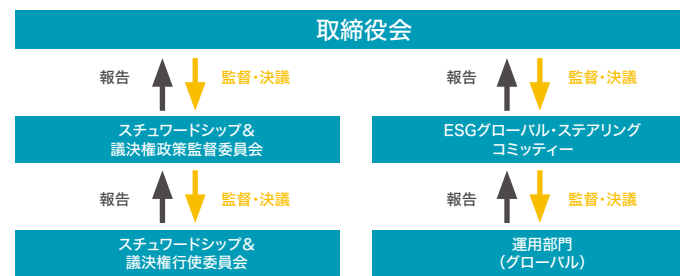 取締役会
報告
監督・決議
報告
監督・決議
スチュワードシップ&
議決権政策監督委員会
ESGグローバル・ステアリング
コミッティー
報告
監督・決議
報告
監督・決議
スチュワードシップ&
議決権行使委員会
運用部門
(グローバル)